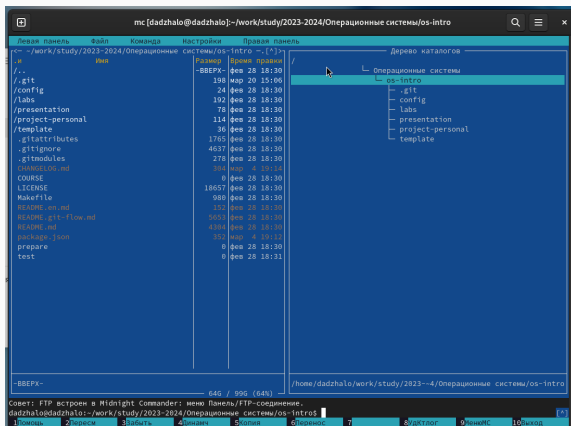 mc [dadzhalo@dadzhalo]:~/work/study/2023-2024/Операционные системы/os-intro
Левая панель Файл Команда Настройки Правая панель
<- ~/work/study/2023-2024/Операционные системы/os-intro -.[^]>
Дерево каталогов
.и Имя Размер Время правки
/.. -ВВЕРХ- фев 28 18:30
/.git 198 мар 20 15:06
/config 24 фев 28 18:30
/labs 192 фев 28 18:30
/presentation 78 фев 28 18:30
/project-personal 114 фев 28 18:30
/template 36 фев 28 18:30
.gitattributes 1765 фев 28 18:30
.gitignore 4637 фев 28 18:30
.gitmodules 278 фев 28 18:30
CHANGELOG.md 304 мар 4 19:14
COURSE 0 фев 28 18:30
LICENSE 18657 фев 28 18:30
Makefile 980 фев 28 18:30
README.en.md 152 фев 28 18:30
README.git-flow.md 5653 фев 28 18:30
README.md 4304 фев 28 18:30
package.json 352 мар 4 19:12
prepare 0 фев 28 18:30
test 0 фев 28 18:31
-ВВЕРХ-
64G / 99G (64%)
/
Операционные системы
os-intro
.git
config
labs
presentation
project-personal
template
/home/dadzhalo/work/study/2023-~4/Операционные системы/os-intro
Совет: FTP встроен в Midnight Commander: меню Панель/FTP-соединение.
dadzhalo@dadzhalo:~/work/study/2023-2024/Операционные системы/os-intro$ [^]
1Помощь 2Пересм 3Забыть 4Динамч 5Копия 6Перенос 7 8УдКтлог 9МенюMC 10Выход